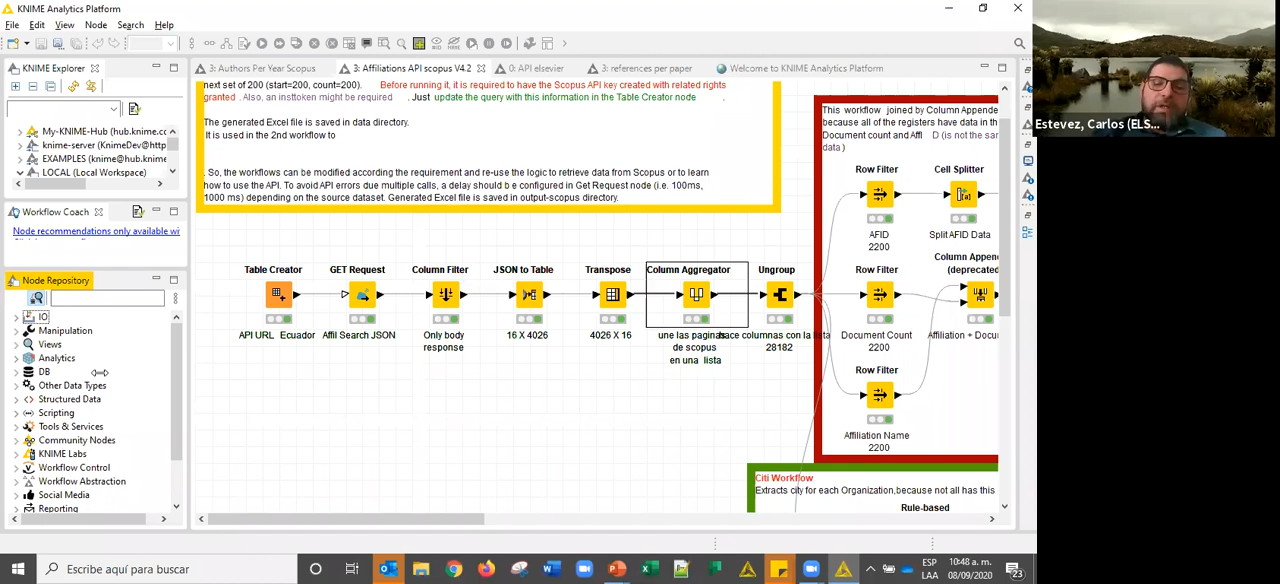 KNIME Analytics Platform
File Edit View Node Search Help
KNIME Explorer
3: Authors Per Year Scopus
3: Affiliations API scopus V4.2
0: API elsevier
3: references per paper
Welcome to KNIME Analytics Platform
My-KNIME-Hub (hub.knime.cc
knime-server (KnimeDev@http
EXAMPLES (knime@hub.knime
LOCAL (Local Workspace)
Workflow Coach
Node recommendations only available wi
Node Repository
IO
Manipulation
Views
Analytics
DB
Other Data Types
Structured Data
Scripting
Tools & Services
Community Nodes
KNIME Labs
Workflow Control
Workflow Abstraction
Social Media
Reporting
next set of 200 (start=200, count=200). Before running it, it is required to have the Scopus API key created with related rights
granted . Also, an insttoken might be required . Just update the query with this information in the Table Creator node .
The generated Excel file is saved in data directory.
It is used in the 2nd workflow to
. So, the workflows can be modified according the requirement and re-use the logic to retrieve data from Scopus or to learn
how to use the API. To avoid API errors due multiple calls, a delay should be configured in Get Request node (i.e. 100ms,
1000 ms) depending on the source dataset. Generated Excel file is saved in output-scopus directory.
Table Creator
API URL Ecuador
GET Request
Affil Search JSON
Column Filter
Only body
response
JSON to Table
16 X 4026
Transpose
4026 X 16
Column Aggregator
une las paginas
de scopus
en una lista
Ungroup
hace columnas con la lista
28182
This workflow joined by Column Appende
because all of the registers have data in th
Document count and Affl D (is not the sar
data )
Row Filter
AFID
2200
Cell Splitter
Split AFID Data
Row Filter
Document Count
2200
Column Appen
(deprecated
Affiliation + Docu
Row Filter
Affiliation Name
2200
Citi Workflow
Extracts city for each Organization,because not all has this
Rule-based
Estevez, Carlos (ELS...
Escribe aquí para buscar
ESP
LAA
10:48 a. m.
08/09/2020
23